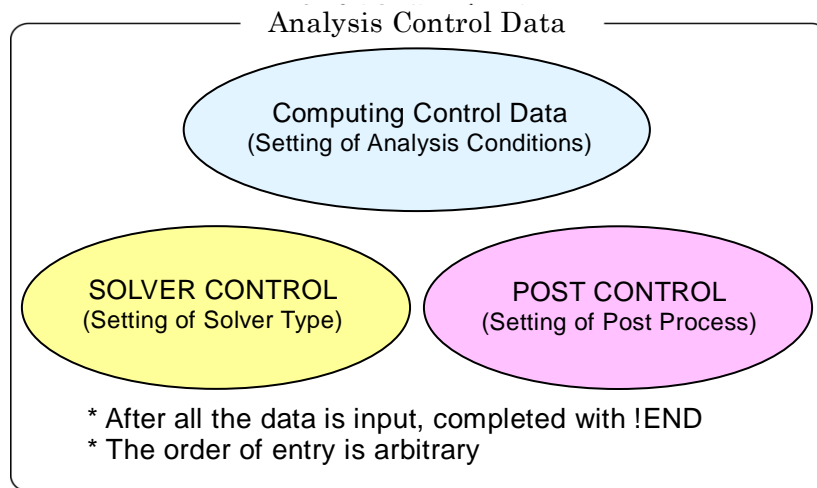 Analysis Control Data
Computing Control Data
(Setting of Analysis Conditions)
SOLVER CONTROL
(Setting of Solver Type)
POST CONTROL
(Setting of Post Process)
* After all the data is input, completed with !END
* The order of entry is arbitrary